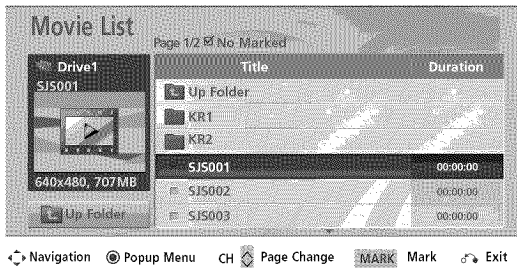 Movie List
Page 1/2 No Marked
Drive1
SJS001
640x480, 707MB
Up Folder
Title Duration
Up Folder
KR1
KR2
SJS001 00:00:00
SJS002 00:00:00
SJS003 00:00:00
Navigation Popup Menu CH Page Change MARK Mark Exit